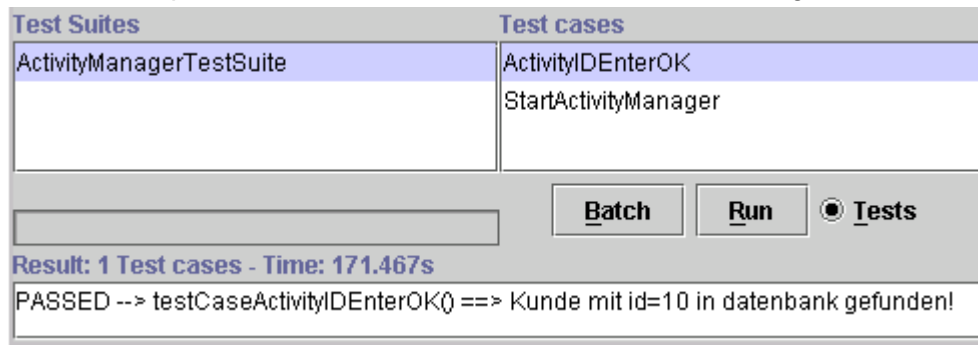 Test Suites Test cases
ActivityManagerTestSuite ActivityIDEnterOK
StartActivityManager
Batch Run Tests
Result: 1 Test cases - Time: 171.467s
PASSED --> testCaseActivityIDEnterOK() ==> Kunde mit id=10 in datenbank gefunden!